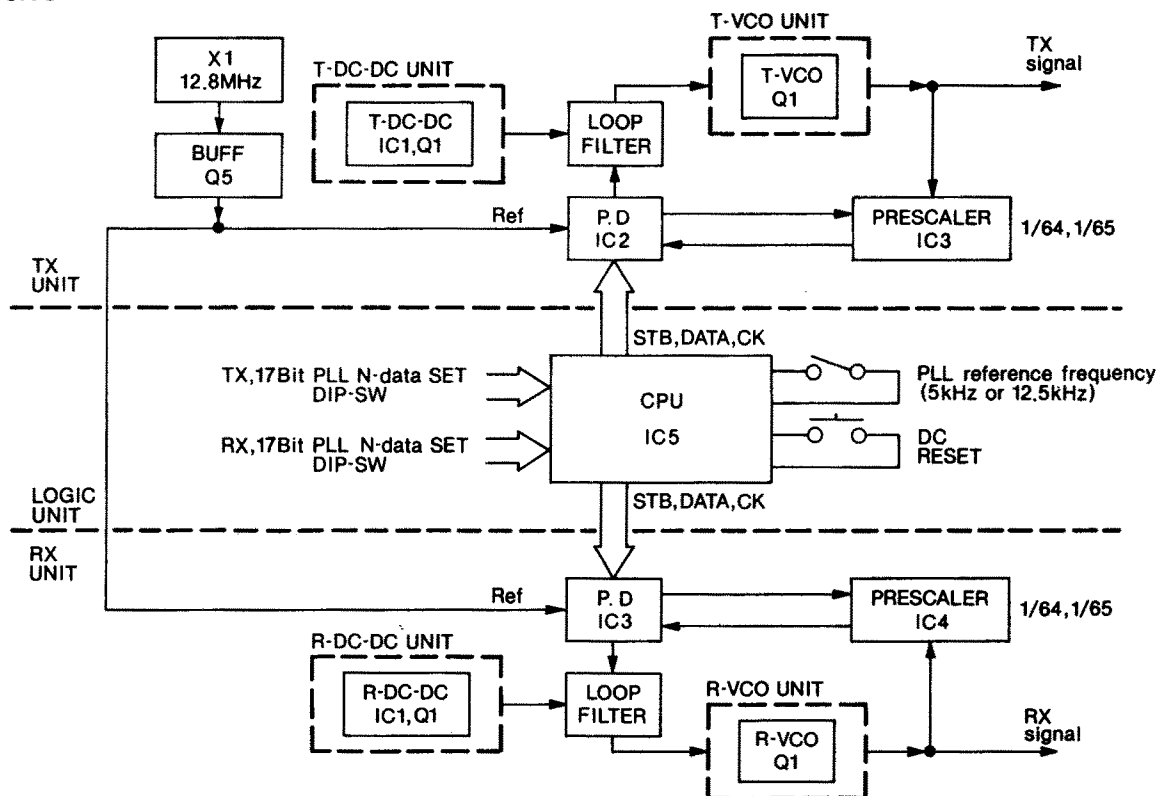 T-VCO UNIT
X1
12.8MHz
T-DC-DC UNIT
TX
signal
T-VCO
Q1
T-DC-DC
IC1,Q1
LOOP
FILTER
BUFF
Q5
Ref
P.D
IC2
PRESCALER
IC3
1/64,1/65
TX
UNIT
STB,DATA,CK
TX,17Bit PLL N-data SET
DIP-SW
CPU
IC5
PLL reference frequency
(5kHz or 12.5kHz)
RX,17Bit PLL N-data SET
DIP-SW
DC
RESET
LOGIC
UNIT
STB,DATA,CK
RX
UNIT
Ref
P.D
IC3
PRESCALER
IC4
1/64,1/65
R-DC-DC UNIT
R-DC-DC
IC1,Q1
LOOP
FILTER
R-VCO UNIT
R-VCO
Q1
RX
signal